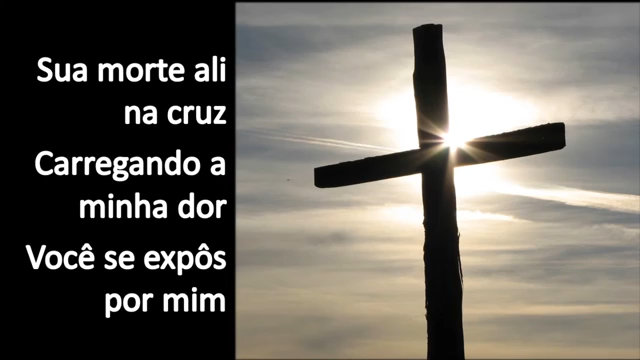 Sua morte ali
na cruz
Carregando a
minha dor
Você se expôs
por mim